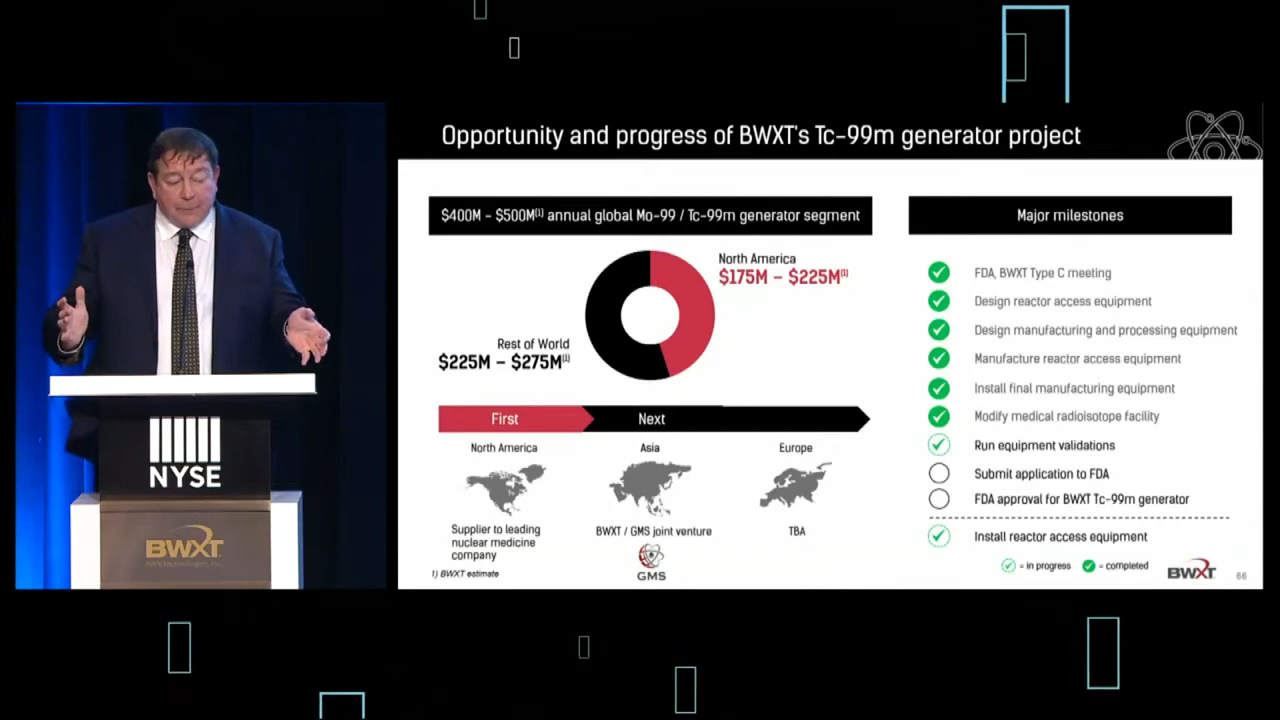 Opportunity and progress of BWXT's Tc-99m generator project
$400M – $500M(1) annual global Mo-99 / Tc-99m generator segment
North America
$175M – $225M(1)
Rest of World
$225M – $275M(1)
First
Next
North America
Asia
Europe
Supplier to leading
nuclear medicine
company
BWXT / GMS joint venture
TBA
GMS
1) BWXT estimate
Major milestones
FDA, BWXT Type C meeting
Design reactor access equipment
Design manufacturing and processing equipment
Manufacture reactor access equipment
Install final manufacturing equipment
Modify medical radioisotope facility
Run equipment validations
Submit application to FDA
FDA approval for BWXT Tc-99m generator
Install reactor access equipment
= in progress
= completed
BWXT
66
NYSE
BWXT